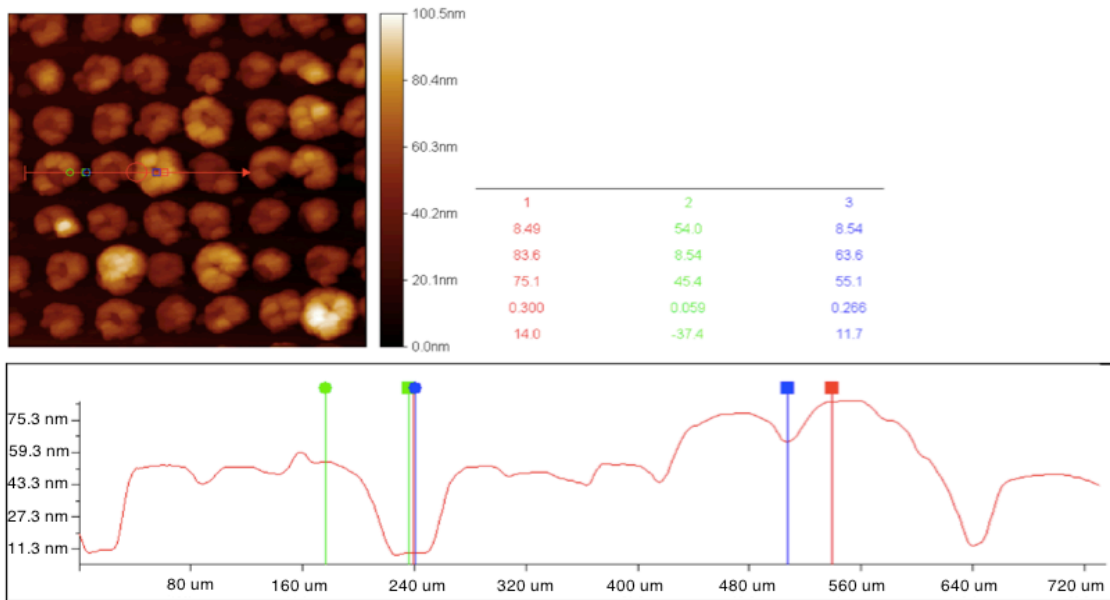 100.5nm
80.4nm
60.3nm
40.2nm
20.1nm
0.0nm
1 2 3
8.49 54.0 8.54
83.6 8.54 63.6
75.1 45.4 55.1
0.300 0.059 0.266
14.0 -37.4 11.7
75.3 nm
59.3 nm
43.3 nm
27.3 nm
11.3 nm
80 um 160 um 240 um 320 um 400 um 480 um 560 um 640 um 720 um